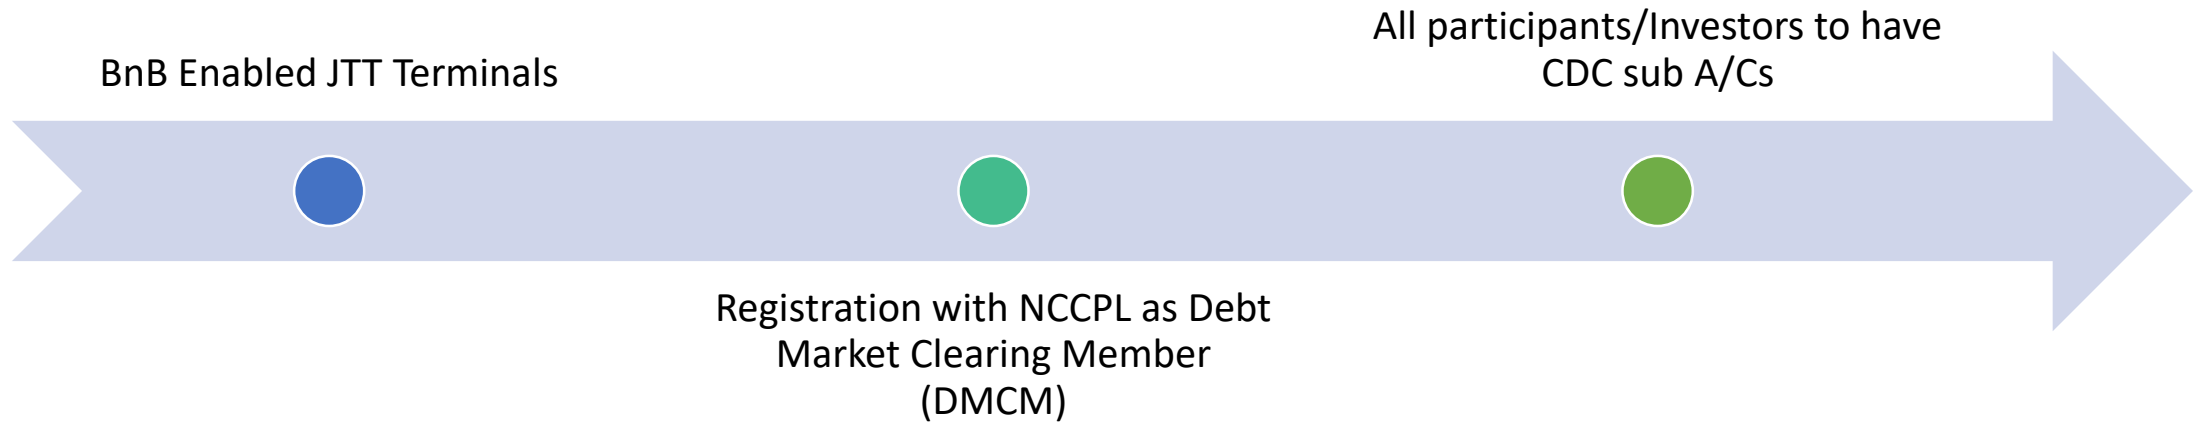 BnB Enabled JTT Terminals
Registration with NCCPL as Debt
Market Clearing Member
(DMCM)
All participants/Investors to have
CDC sub A/Cs